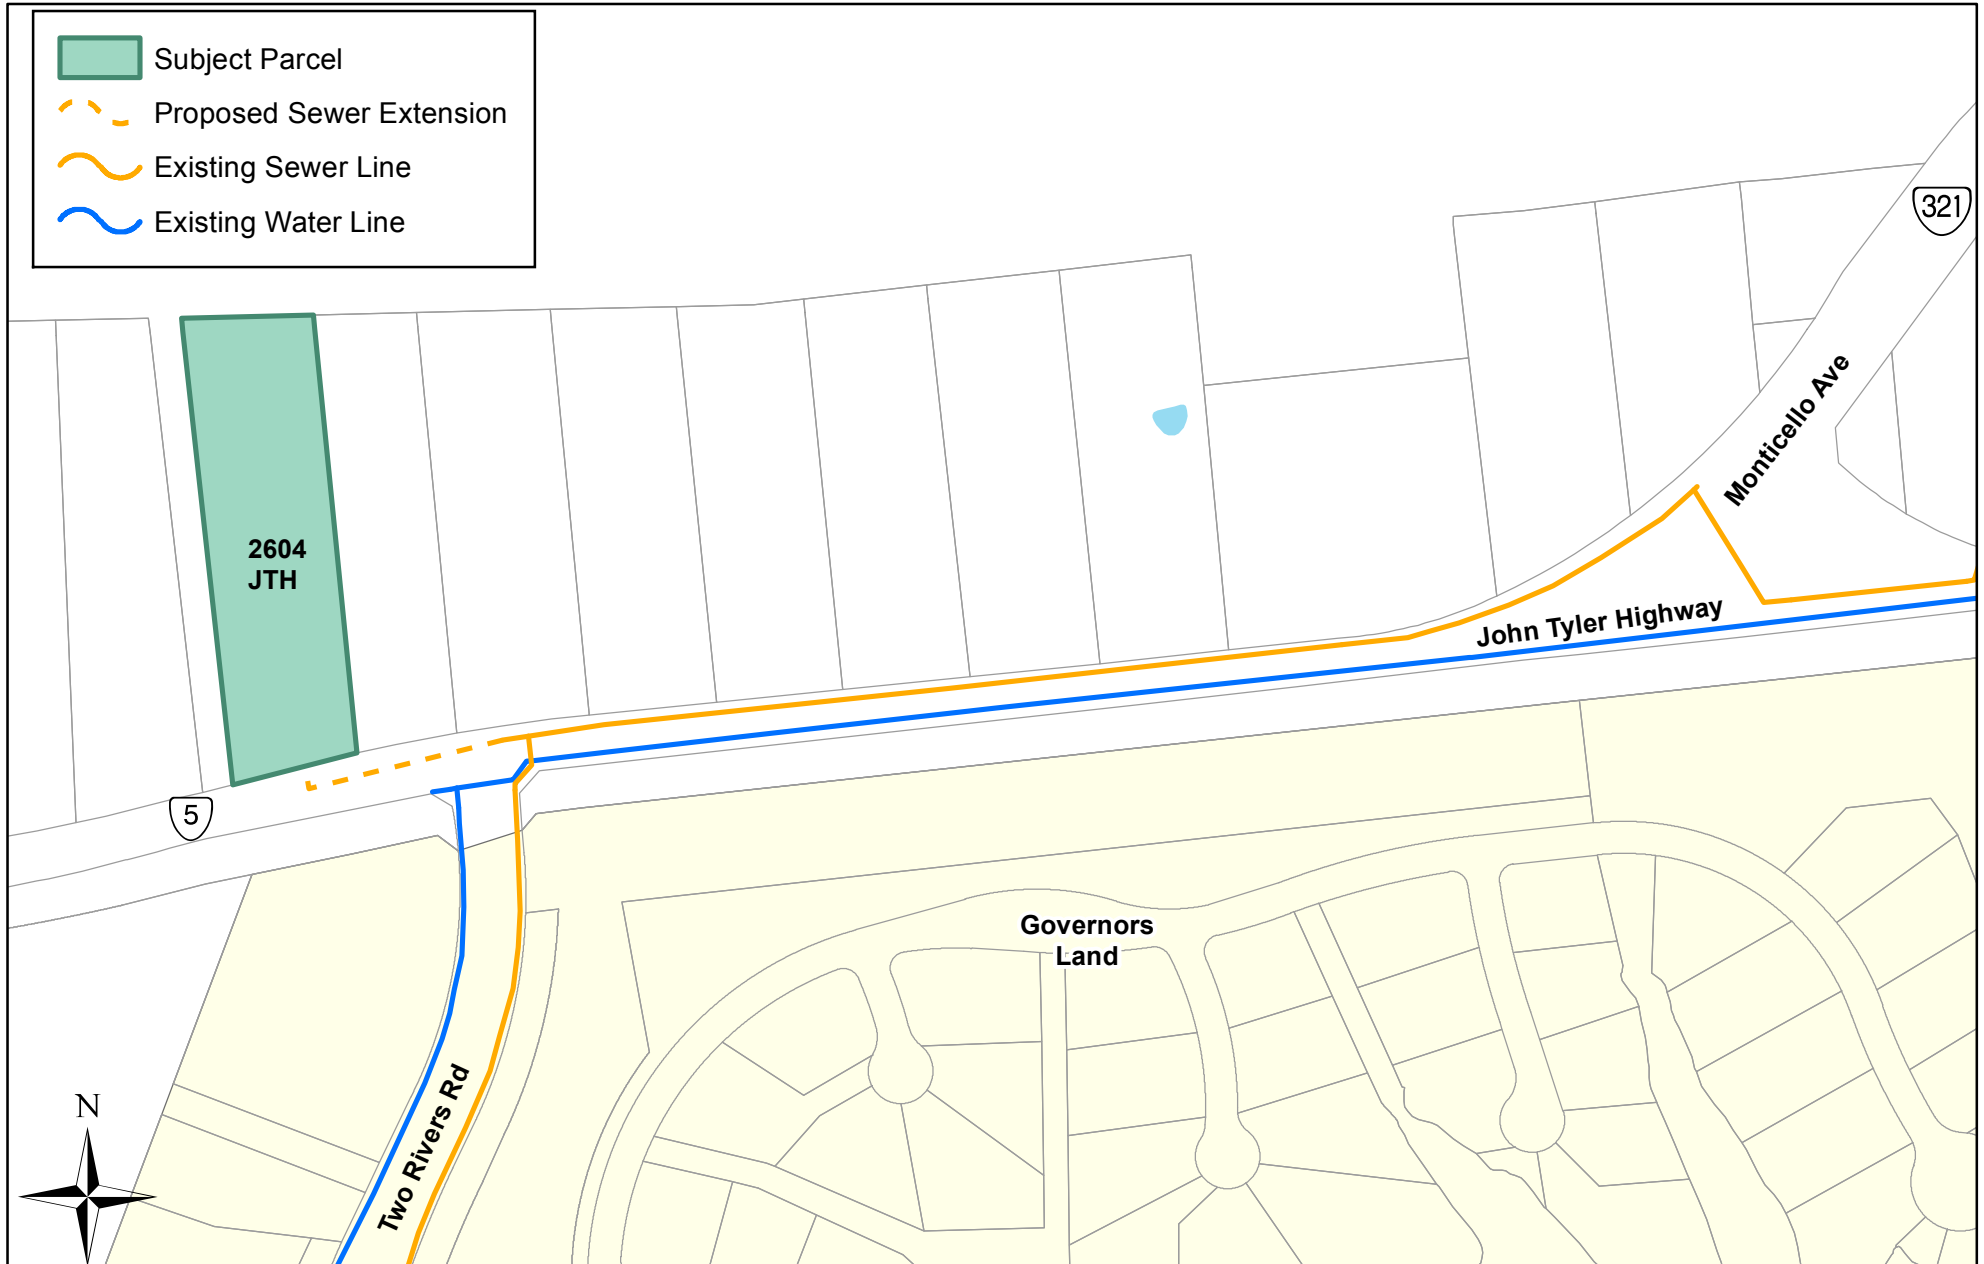 Subject Parcel
Proposed Sewer Extension
Existing Sewer Line
Existing Water Line
321
Monticello Ave
2604
JTH
John Tyler Highway
5
Governors
Land
Two Rivers Rd
N